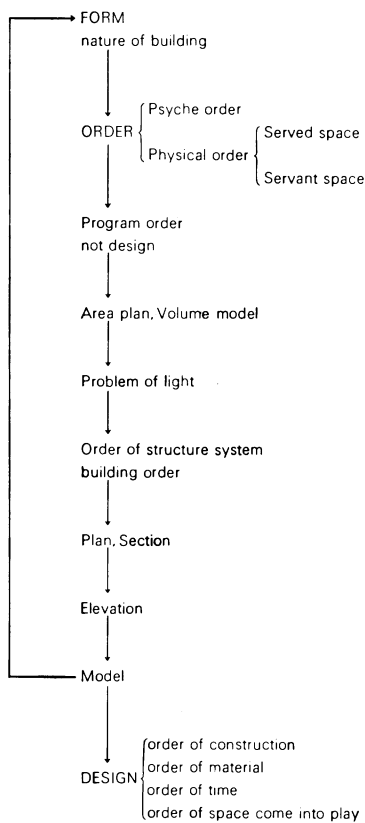 FORM
nature of building
ORDER
Psyche order
Physical order
Served space
Servant space
Program order
not design
Area plan, Volume model
Problem of light
Order of structure system
building order
Plan, Section
Elevation
Model
DESIGN
order of construction
order of material
order of time
order of space come into play